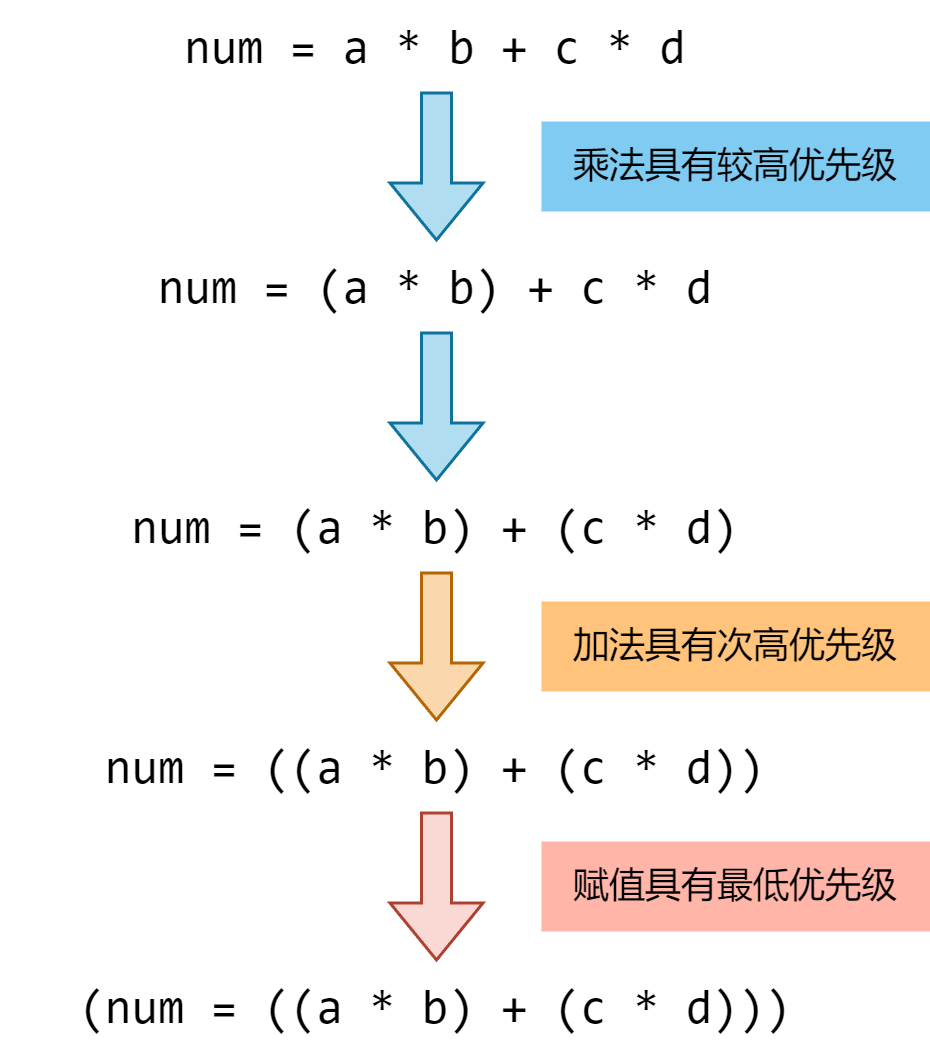 num = a * b + c * d
乘法具有较高优先级
num = (a * b) + c * d
num = (a * b) + (c * d)
加法具有次高优先级
num = ((a * b) + (c * d))
赋值具有最低优先级
(num = ((a * b) + (c * d)))